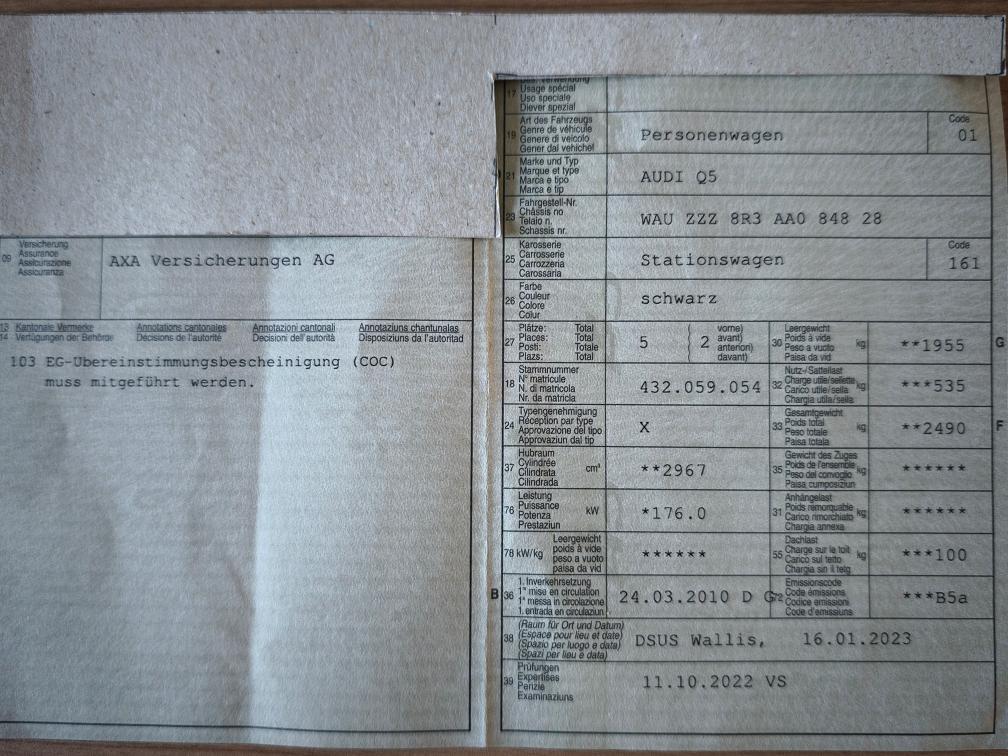 09 Versicherung
Assurance
Assicurazione
Assicuranza
AXA Versicherungen AG
13 Kantonale Vermerke Annotations cantonales Annotazioni cantonali Annotaziuns chantunalas
14 Verfügungen der Behörde Décisions de l'autorité Decisioni dell'autorità Disposiziuns da l'autoritad
103 EG-Übereinstimmungsbescheinigung (COC)
muss mitgeführt werden.
17
Usage spécial
Uso speciale
Diever spezial
19 Art des Fahrzeugs
Genre de véhicule
Genere di veicolo
Gener dal vehichel
Personenwagen
Code
01
21 Marke und Typ
Marque et type
Marca e tipo
Marca e tip
AUDI Q5
23 Fahrgestell-Nr.
Châssis no
Telaio n.
Schassis nr.
WAU ZZZ 8R3 AA0 848 28
25 Karosserie
Carrosserie
Carrozzeria
Carossaria
Stationswagen
Code
161
26 Farbe
Couleur
Colore
Colur
schwarz
27 Plätze: Total
Places: Total
Posti: Totale
Plazs: Total
5 ( 2 vorne)
avant)
anteriori)
davant)
30 Leergewicht
Poids à vide
Peso a vuoto
Paisa da vid
kg
**1955
G
18 Stammnummer
N° matricule
N. di matricola
Nr. da matricla
432.059.054
32 Nutz-/Sattellast
Charge utile/sellette
Carico utile/sella
Chargia utila/sella
kg
***535
24 Typengenehmigung
Réception par type
Approvazione del tipo
Approvaziun dal tip
X
33 Gesamtgewicht
Poids total
Peso totale
Paisa totala
kg
**2490
F
37 Hubraum
Cylindrée
Cilindrata
Cilindrada
cm³
**2967
35 Gewicht des Zuges
Poids de l'ensemble
Peso del convoglio
Paisa cumposiziun
kg
******
76 Leistung
Puissance
Potenza
Prestaziun
kW
*176.0
31 Anhängelast
Poids remorquable
Carico rimorchiato
Chargia annexa
kg
******
78 kW/kg Leergewicht
poids à vide
peso a vuoto
paisa da vid
******
55 Dachlast
Charge sur le toit
Carico sul tetto
Chargia sin il tetg
kg
***100
B 36 1. Inverkehrsetzung
1re mise en circulation
1a messa in circolazione
1. entrada en circulaziun
24.03.2010 D G
72 Emissionscode
Code émissions
Codice emissioni
Code d'emissiuns
***B5a
38 (Raum für Ort und Datum)
(Espace pour lieu et date)
(Spazio per luogo e data)
(Spazi per lieu e data)
DSUS Wallis, 16.01.2023
39 Prüfungen
Expertises
Perizie
Examinaziuns
11.10.2022 VS